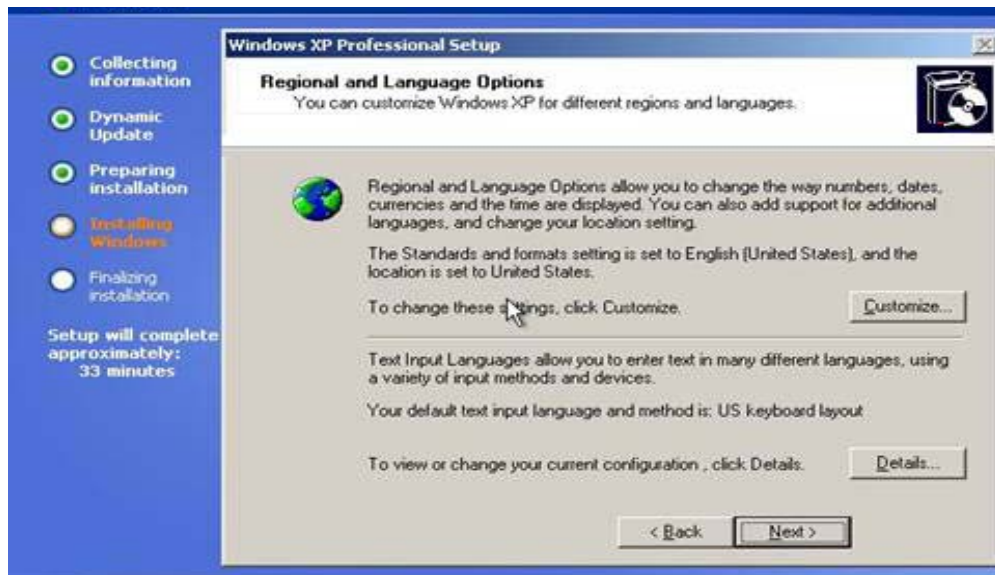 Collecting
information
Dynamic
Update
Preparing
installation
Installing
Windows
Finalizing
installation
Setup will complete
approximately:
33 minutes
Windows XP Professional Setup
Regional and Language Options
You can customize Windows XP for different regions and languages.
Regional and Language Options allow you to change the way numbers, dates,
currencies and the time are displayed. You can also add support for additional
languages, and change your location setting.
The Standards and formats setting is set to English (United States), and the
location is set to United States.
To change these settings, click Customize.
Customize...
Text Input Languages allow you to enter text in many different languages, using
a variety of input methods and devices.
Your default text input language and method is: US keyboard layout
To view or change your current configuration , click Details.
Details...
< Back
Next >